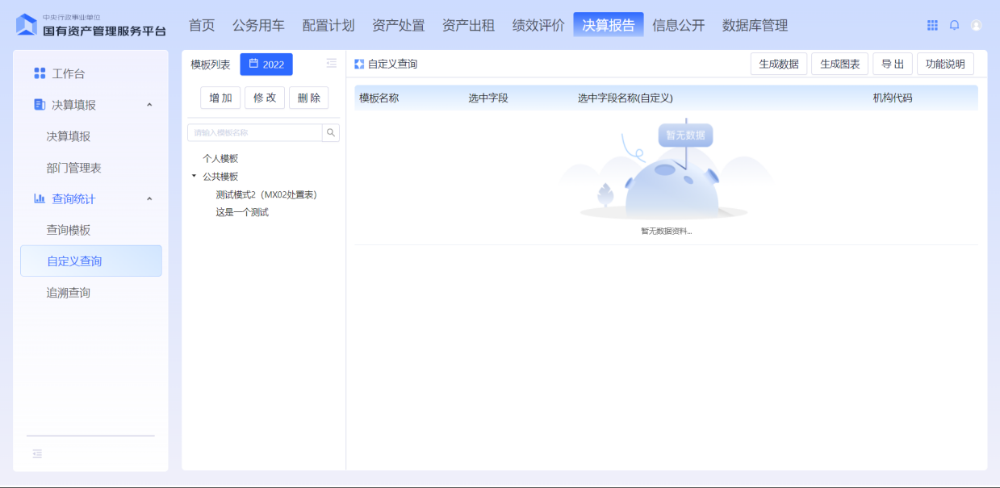 中央行政事业单位
国有资产管理服务平台
首页 公务用车 配置计划 资产处置 资产出租 绩效评价 决算报告 信息公开 数据库管理
工作台
决算填报
决算填报
部门管理表
查询统计
查询模板
自定义查询
追溯查询
模板列表 2022
增 加 修 改 删 除
请输入模板名称
个人模板
公共模板
测试模式2（MX02处置表）
这是一个测试
自定义查询
生成数据 生成图表 导 出 功能说明
模板名称 选中字段 选中字段名称(自定义) 机构代码
暂无数据
暂无数据资料...